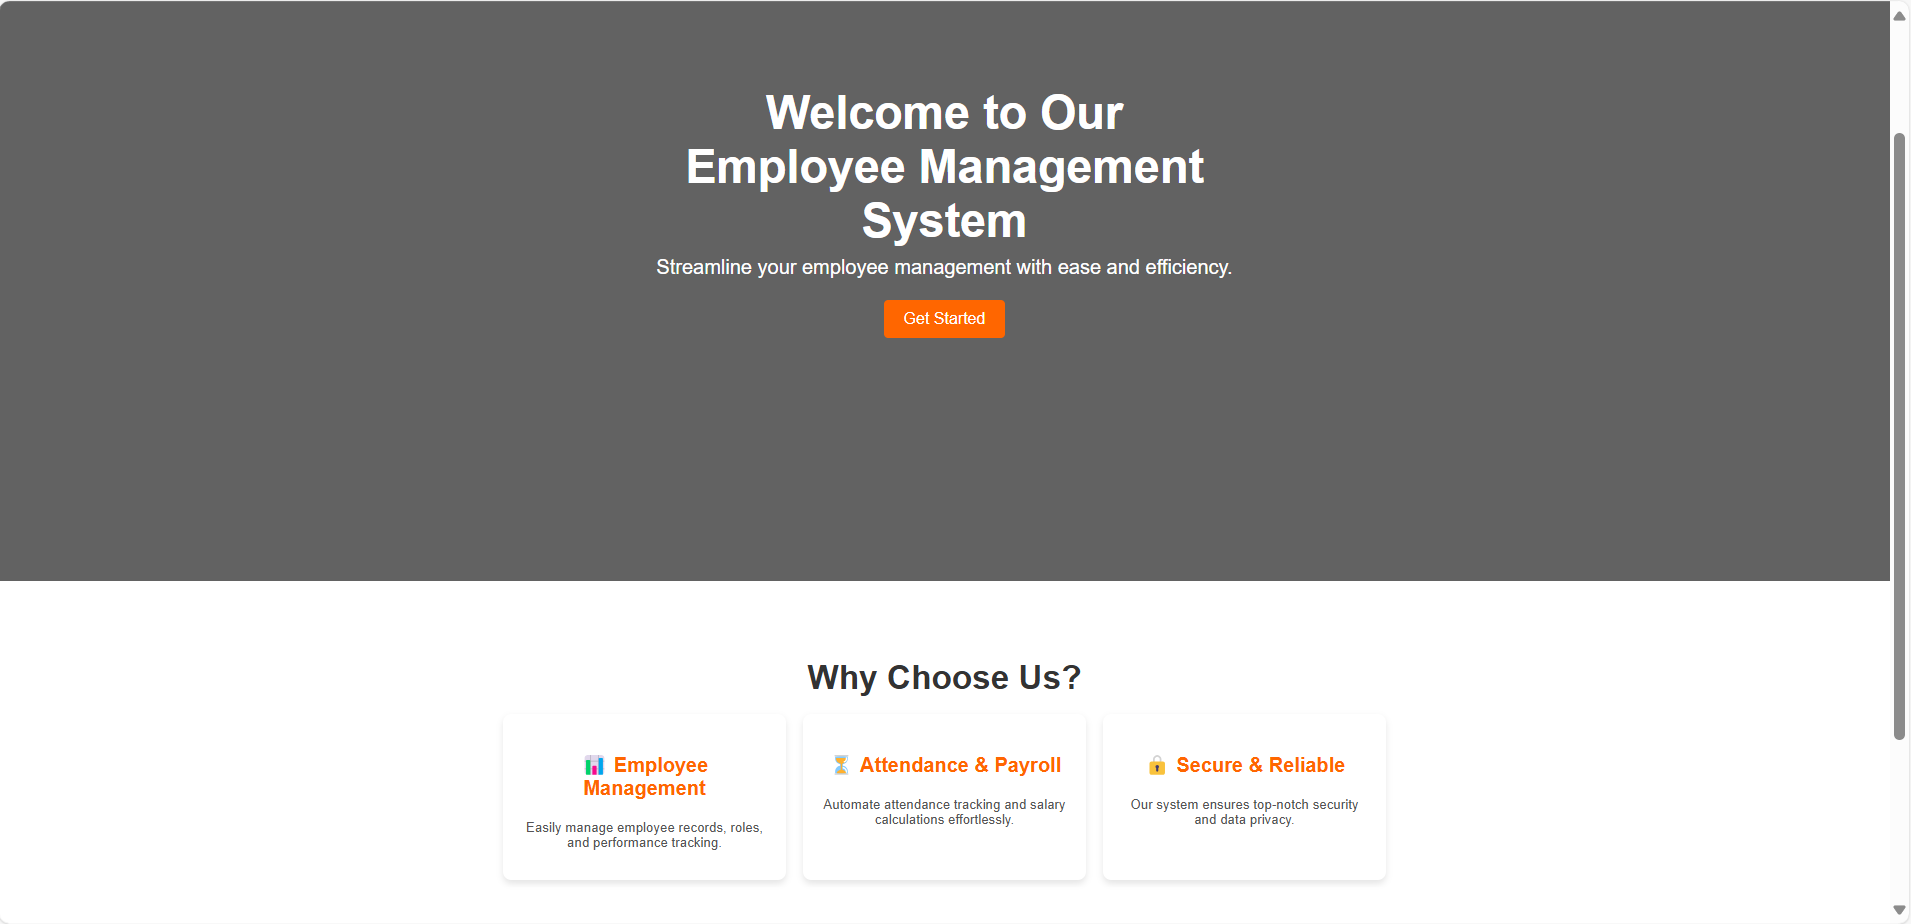 Welcome to Our
Employee Management
System
Streamline your employee management with ease and efficiency.
Get Started
Why Choose Us?
📊 Employee
Management
Easily manage employee records, roles,
and performance tracking.
⏳ Attendance & Payroll
Automate attendance tracking and salary
calculations effortlessly.
🔒 Secure & Reliable
Our system ensures top-notch security
and data privacy.